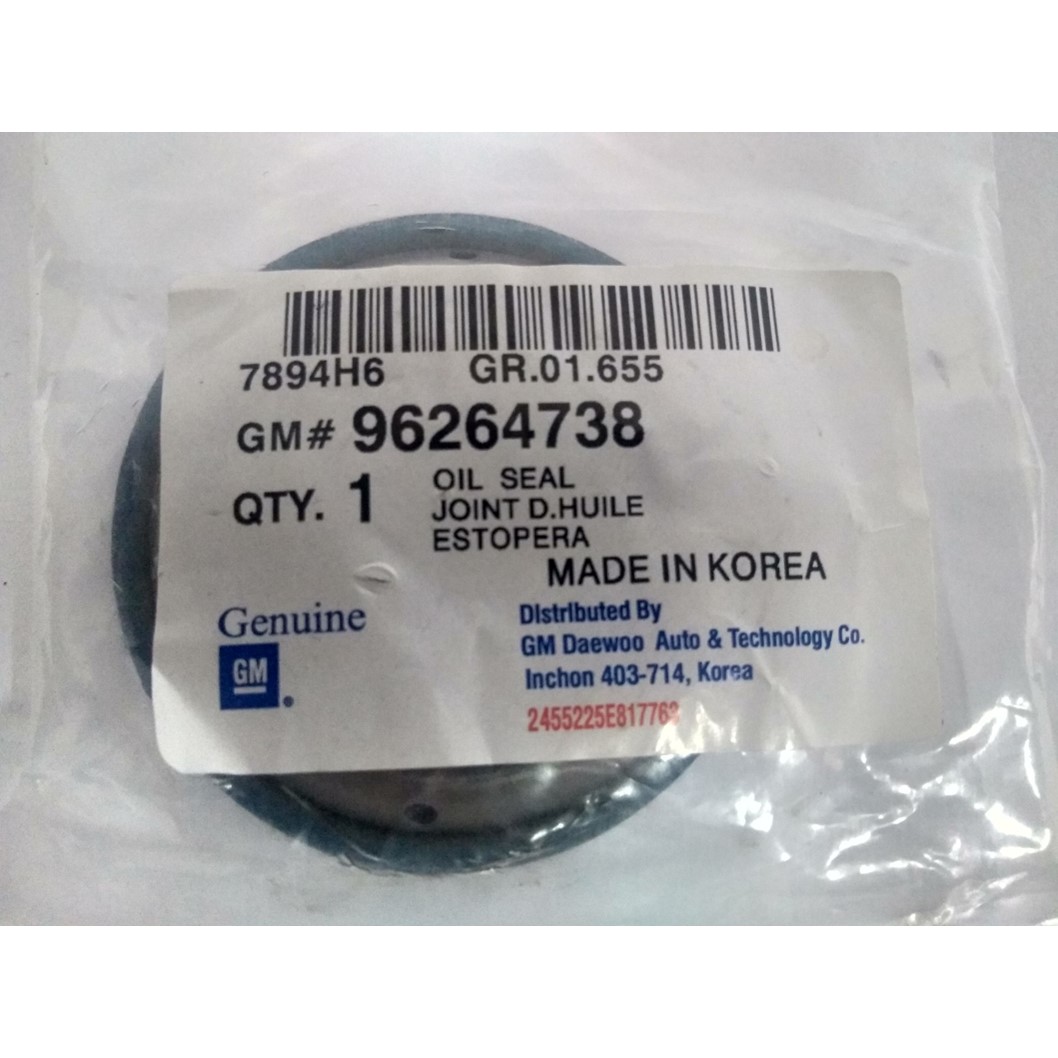 7894H6 GR.01.655
GM# 96264738
QTY. 1
OIL SEAL
JOINT D.HUILE
ESTOPERA
MADE IN KOREA
Genuine
GM
Distributed By
GM Daewoo Auto & Technology Co.
Inchon 403-714, Korea